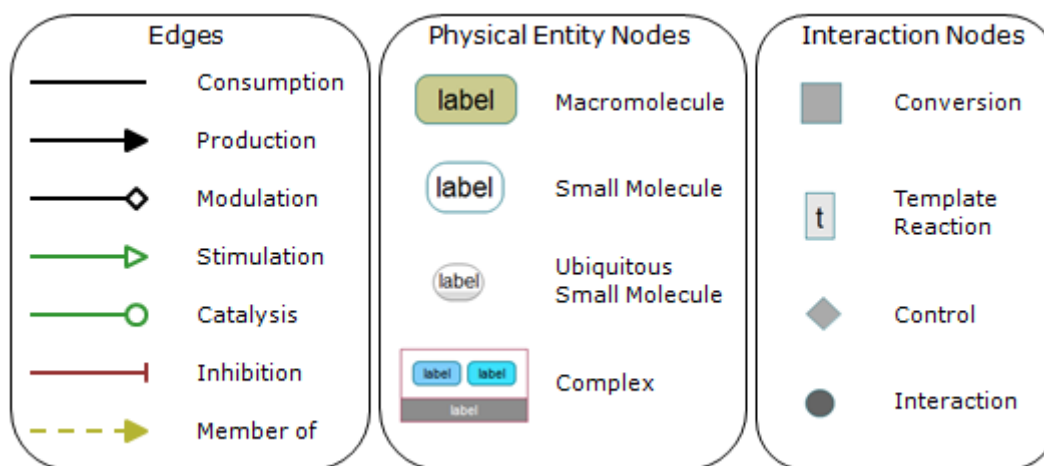 Edges
Consumption
Production
Modulation
Stimulation
Catalysis
Inhibition
Member of
Physical Entity Nodes
label
Macromolecule
label
Small Molecule
label
Ubiquitous
Small Molecule
label label
label
Complex
Interaction Nodes
Conversion
t
Template
Reaction
Control
Interaction